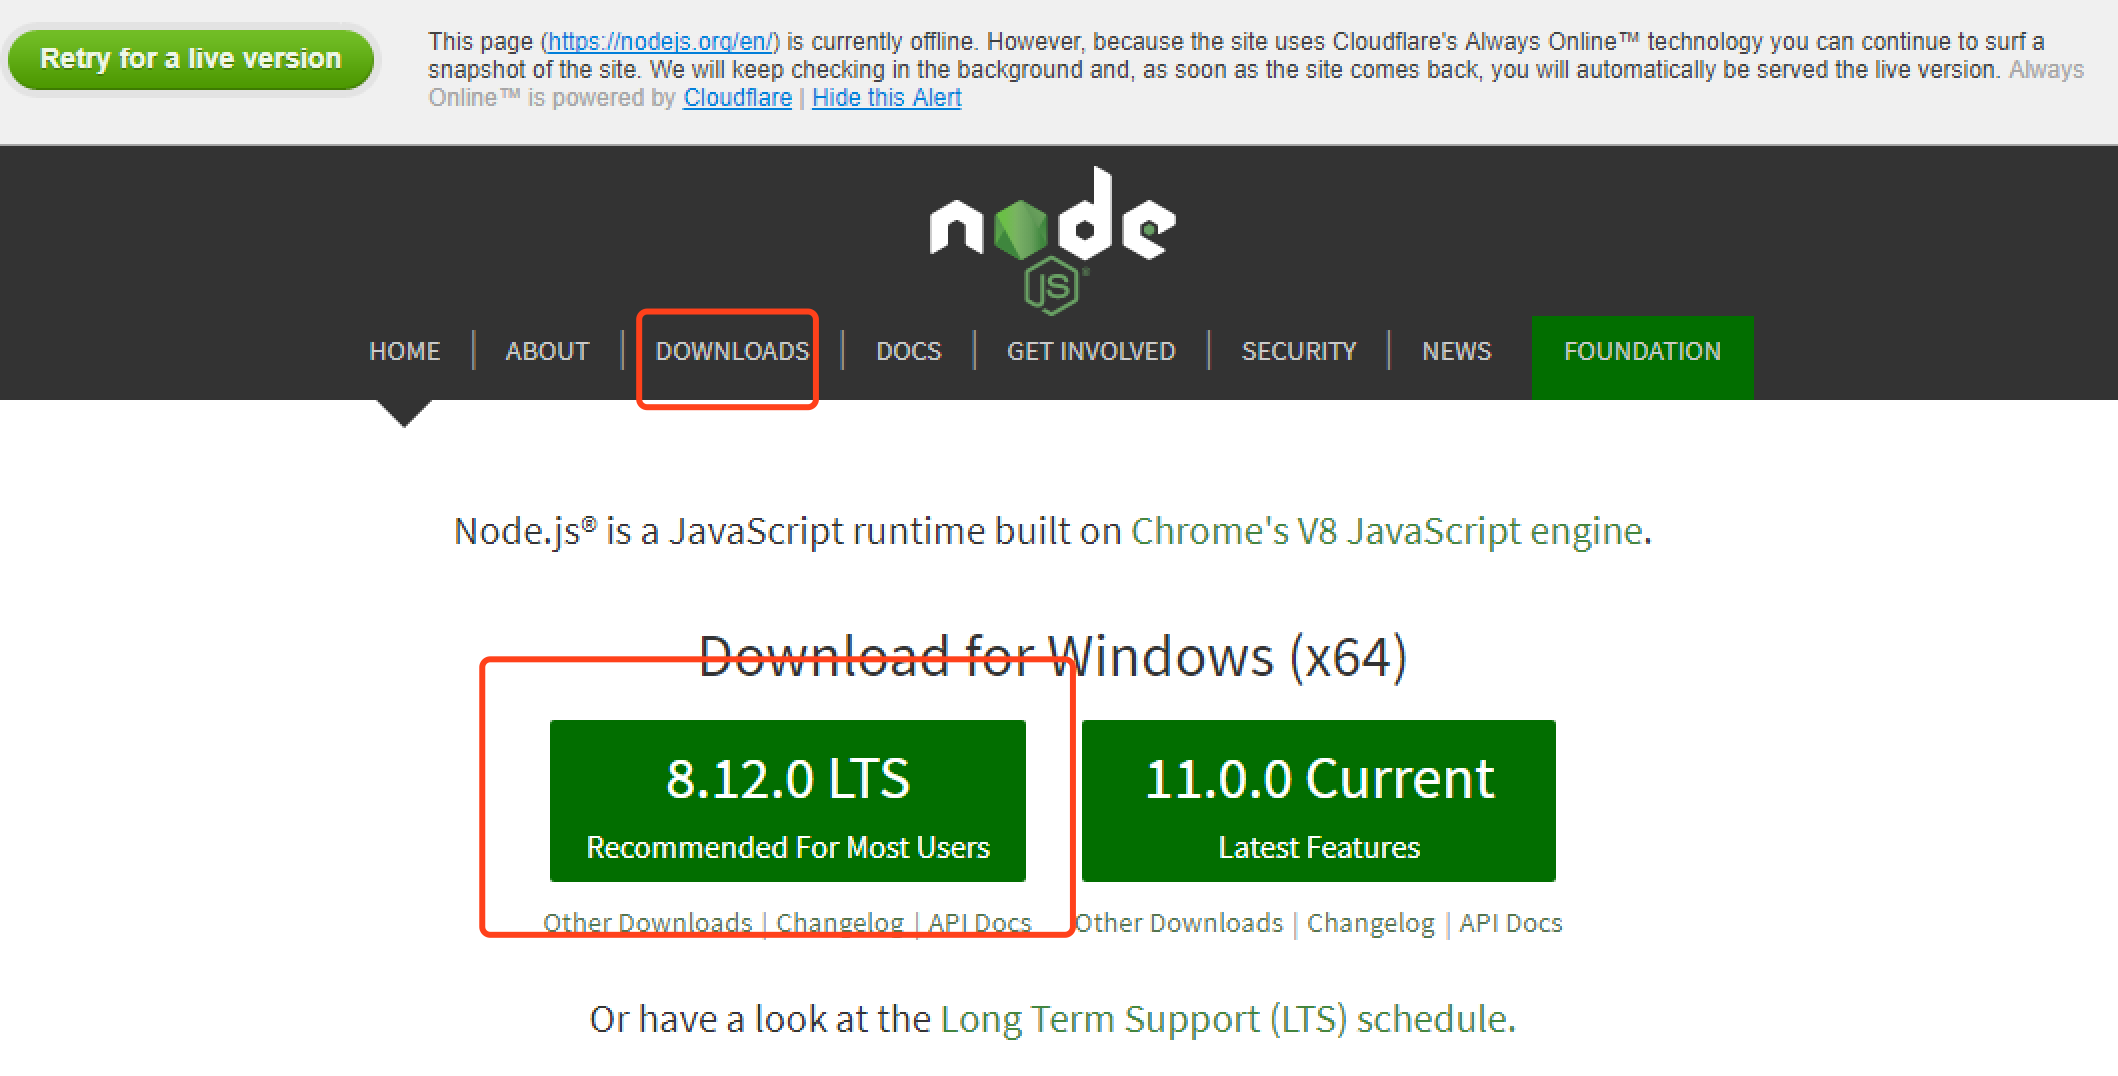 Retry for a live version
This page (https://nodejs.org/en/) is currently offline. However, because the site uses Cloudflare's Always Online™ technology you can continue to surf a
snapshot of the site. We will keep checking in the background and, as soon as the site comes back, you will automatically be served the live version. Always
Online™ is powered by Cloudflare | Hide this Alert
node
JS®
HOME | ABOUT | DOWNLOADS | DOCS | GET INVOLVED | SECURITY | NEWS FOUNDATION
Node.js® is a JavaScript runtime built on Chrome's V8 JavaScript engine.
Download for Windows (x64)
8.12.0 LTS
Recommended For Most Users
Other Downloads | Changelog | API Docs
11.0.0 Current
Latest Features
Other Downloads | Changelog | API Docs
Or have a look at the Long Term Support (LTS) schedule.